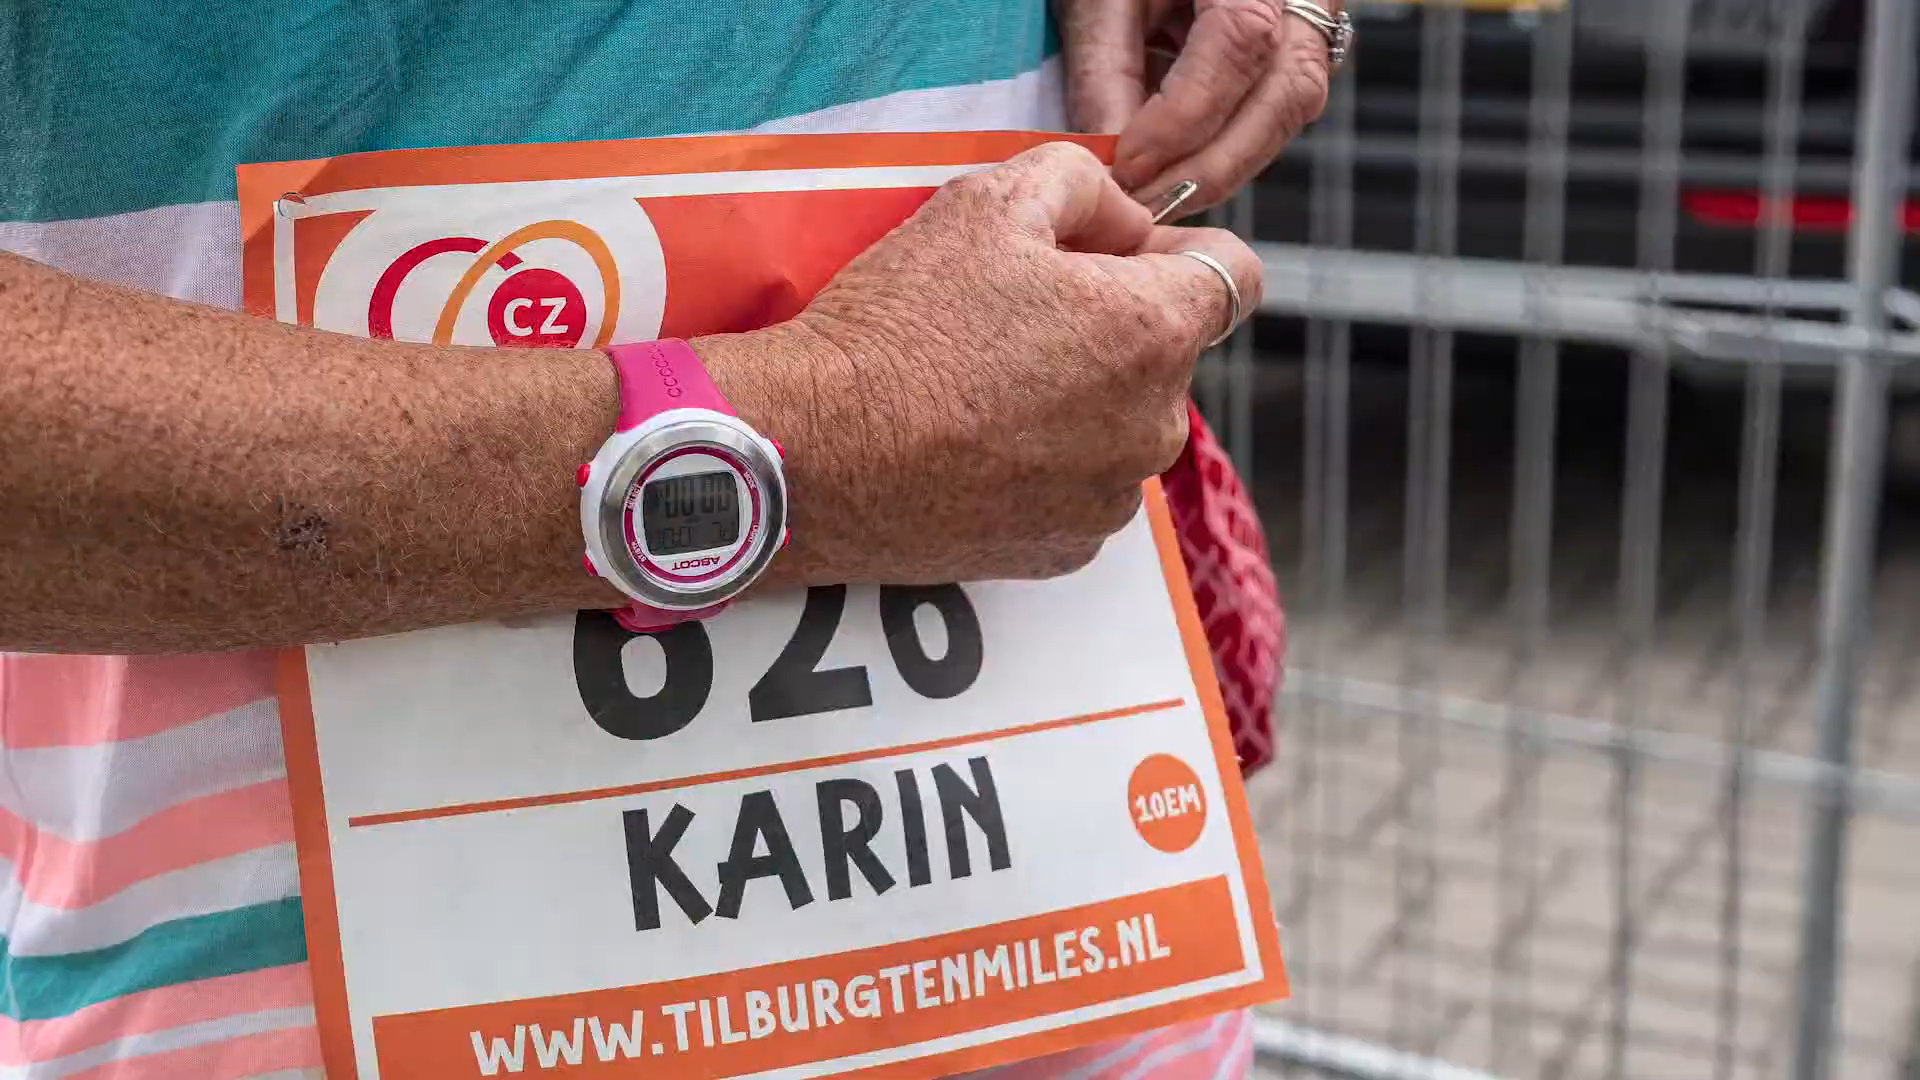 CZ
ASCOT
626
KARIN
10EM
WWW.TILBURGTENMILES.NL